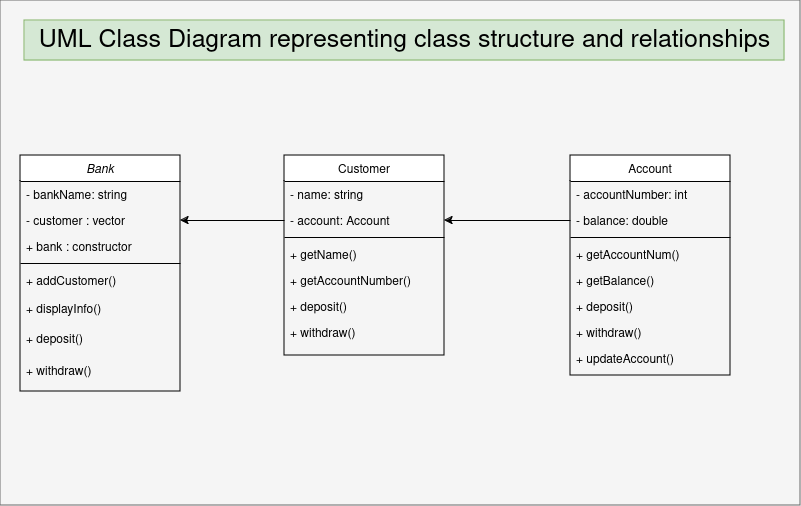 UML Class Diagram representing class structure and relationships
Bank
- bankName: string
- customer : vector
+ bank : constructor
+ addCustomer()
+ displayInfo()
+ deposit()
+ withdraw()
Customer
- name: string
- account: Account
+ getName()
+ getAccountNumber()
+ deposit()
+ withdraw()
Account
- accountNumber: int
- balance: double
+ getAccountNum()
+ getBalance()
+ deposit()
+ withdraw()
+ updateAccount()